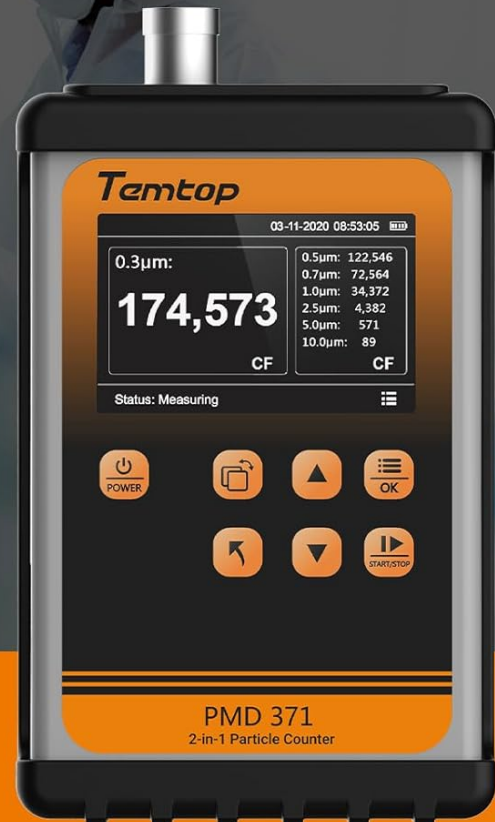 Temtop
03-11-2020 08:53:05
0.3µm:
174,573
CF
0.5µm: 122,546
0.7µm: 72,564
1.0µm: 34,372
2.5µm: 4,382
5.0µm: 571
10.0µm: 89
CF
Status: Measuring
POWER
OK
START/STOP
PMD 371
2-in-1 Particle Counter